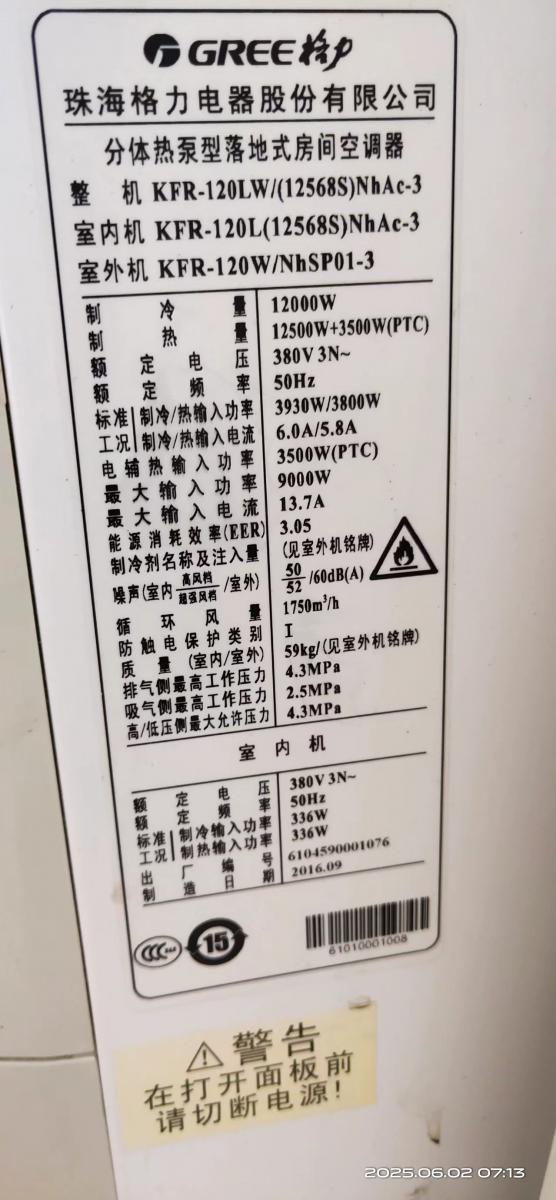 GREE格力
珠海格力电器股份有限公司
分体热泵型落地式房间空调器
整机 KFR-120LW/(12568S)NhAc-3
室内机 KFR-120L(12568S)NhAc-3
室外机 KFR-120W/NhSP01-3
制冷量 12000W
制热量 12500W+3500W(PTC)
额定电压 380V 3N~
额定频率 50Hz
标准工况 制冷/热输入功率 3930W/3800W
制冷/热输入电流 6.0A/5.8A
电辅热输入功率 3500W(PTC)
最大输入功率 9000W
最大输入电流 13.7A
能源消耗效率(EER) 3.05
制冷剂名称及注入量 (见室外机铭牌)
噪声(室内 高风档/超强风档 /室外) 50/52 /60dB(A)
循环风量 1750m³/h
防触电保护类别 I
质量(室内/室外) 59kg/(见室外机铭牌)
排气侧最高工作压力 4.3MPa
吸气侧最高工作压力 2.5MPa
高/低压侧最大允许压力 4.3MPa
室内机
额定电压 380V 3N~
额定频率 50Hz
标准工况 制冷输入功率 336W
制热输入功率 336W
出厂编号 6104590001076
制造日期 2016.09
CCC 15
61010001008
警告
在打开面板前
请切断电源!
2025.06.02 07:13